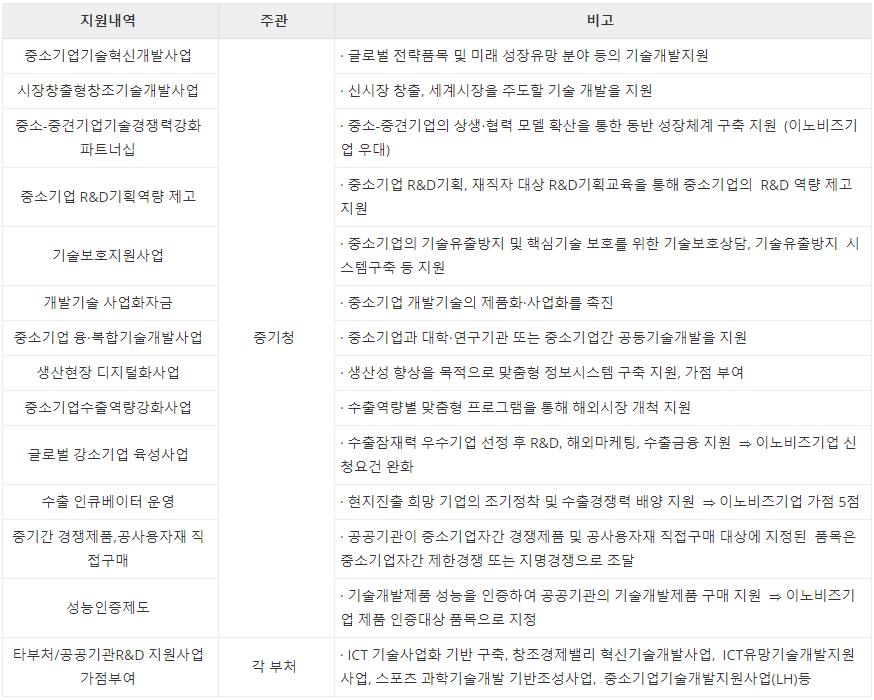 지원내역 주관 비고
중소기업기술혁신개발사업 · 글로벌 전략품목 및 미래 성장유망 분야 등의 기술개발지원
시장창출형창조기술개발사업 · 신시장 창출, 세계시장을 주도할 기술 개발을 지원
중소-중견기업기술경쟁력강화
파트너십
· 중소-중견기업의 상생·협력 모델 확산을 통한 동반 성장체계 구축 지원 (이노비즈기
업 우대)
중소기업 R&D기획역량 제고
· 중소기업 R&D기획, 재직자 대상 R&D기획교육을 통해 중소기업의 R&D 역량 제고
지원
기술보호지원사업
· 중소기업의 기술유출방지 및 핵심기술 보호를 위한 기술보호상담, 기술유출방지 시
스템구축 등 지원
개발기술 사업화자금 · 중소기업 개발기술의 제품화·사업화를 촉진
중소기업 융·복합기술개발사업 중기청 · 중소기업과 대학·연구기관 또는 중소기업간 공동기술개발을 지원
생산현장 디지털화사업 · 생산성 향상을 목적으로 맞춤형 정보시스템 구축 지원, 가점 부여
중소기업수출역량강화사업 · 수출역량별 맞춤형 프로그램을 통해 해외시장 개척 지원
글로벌 강소기업 육성사업
· 수출잠재력 우수기업 선정 후 R&D, 해외마케팅, 수출금융 지원 ⇒ 이노비즈기업 신
청요건 완화
수출 인큐베이터 운영 · 현지진출 희망 기업의 조기정착 및 수출경쟁력 배양 지원 ⇒ 이노비즈기업 가점 5점
중기간 경쟁제품,공사용자재 직
접구매
· 공공기관이 중소기업자간 경쟁제품 및 공사용자재 직접구매 대상에 지정된 품목은
중소기업자간 제한경쟁 또는 지명경쟁으로 조달
성능인증제도
· 기술개발제품 성능을 인증하여 공공기관의 기술개발제품 구매 지원 ⇒ 이노비즈기
업 제품 인증대상 품목으로 지정
타부처/공공기관R&D 지원사업
가점부여
각 부처
· ICT 기술사업화 기반 구축, 창조경제밸리 혁신기술개발사업, ICT유망기술개발지원
사업, 스포츠 과학기술개발 기반조성사업, 중소기업기술개발지원사업(LH)등